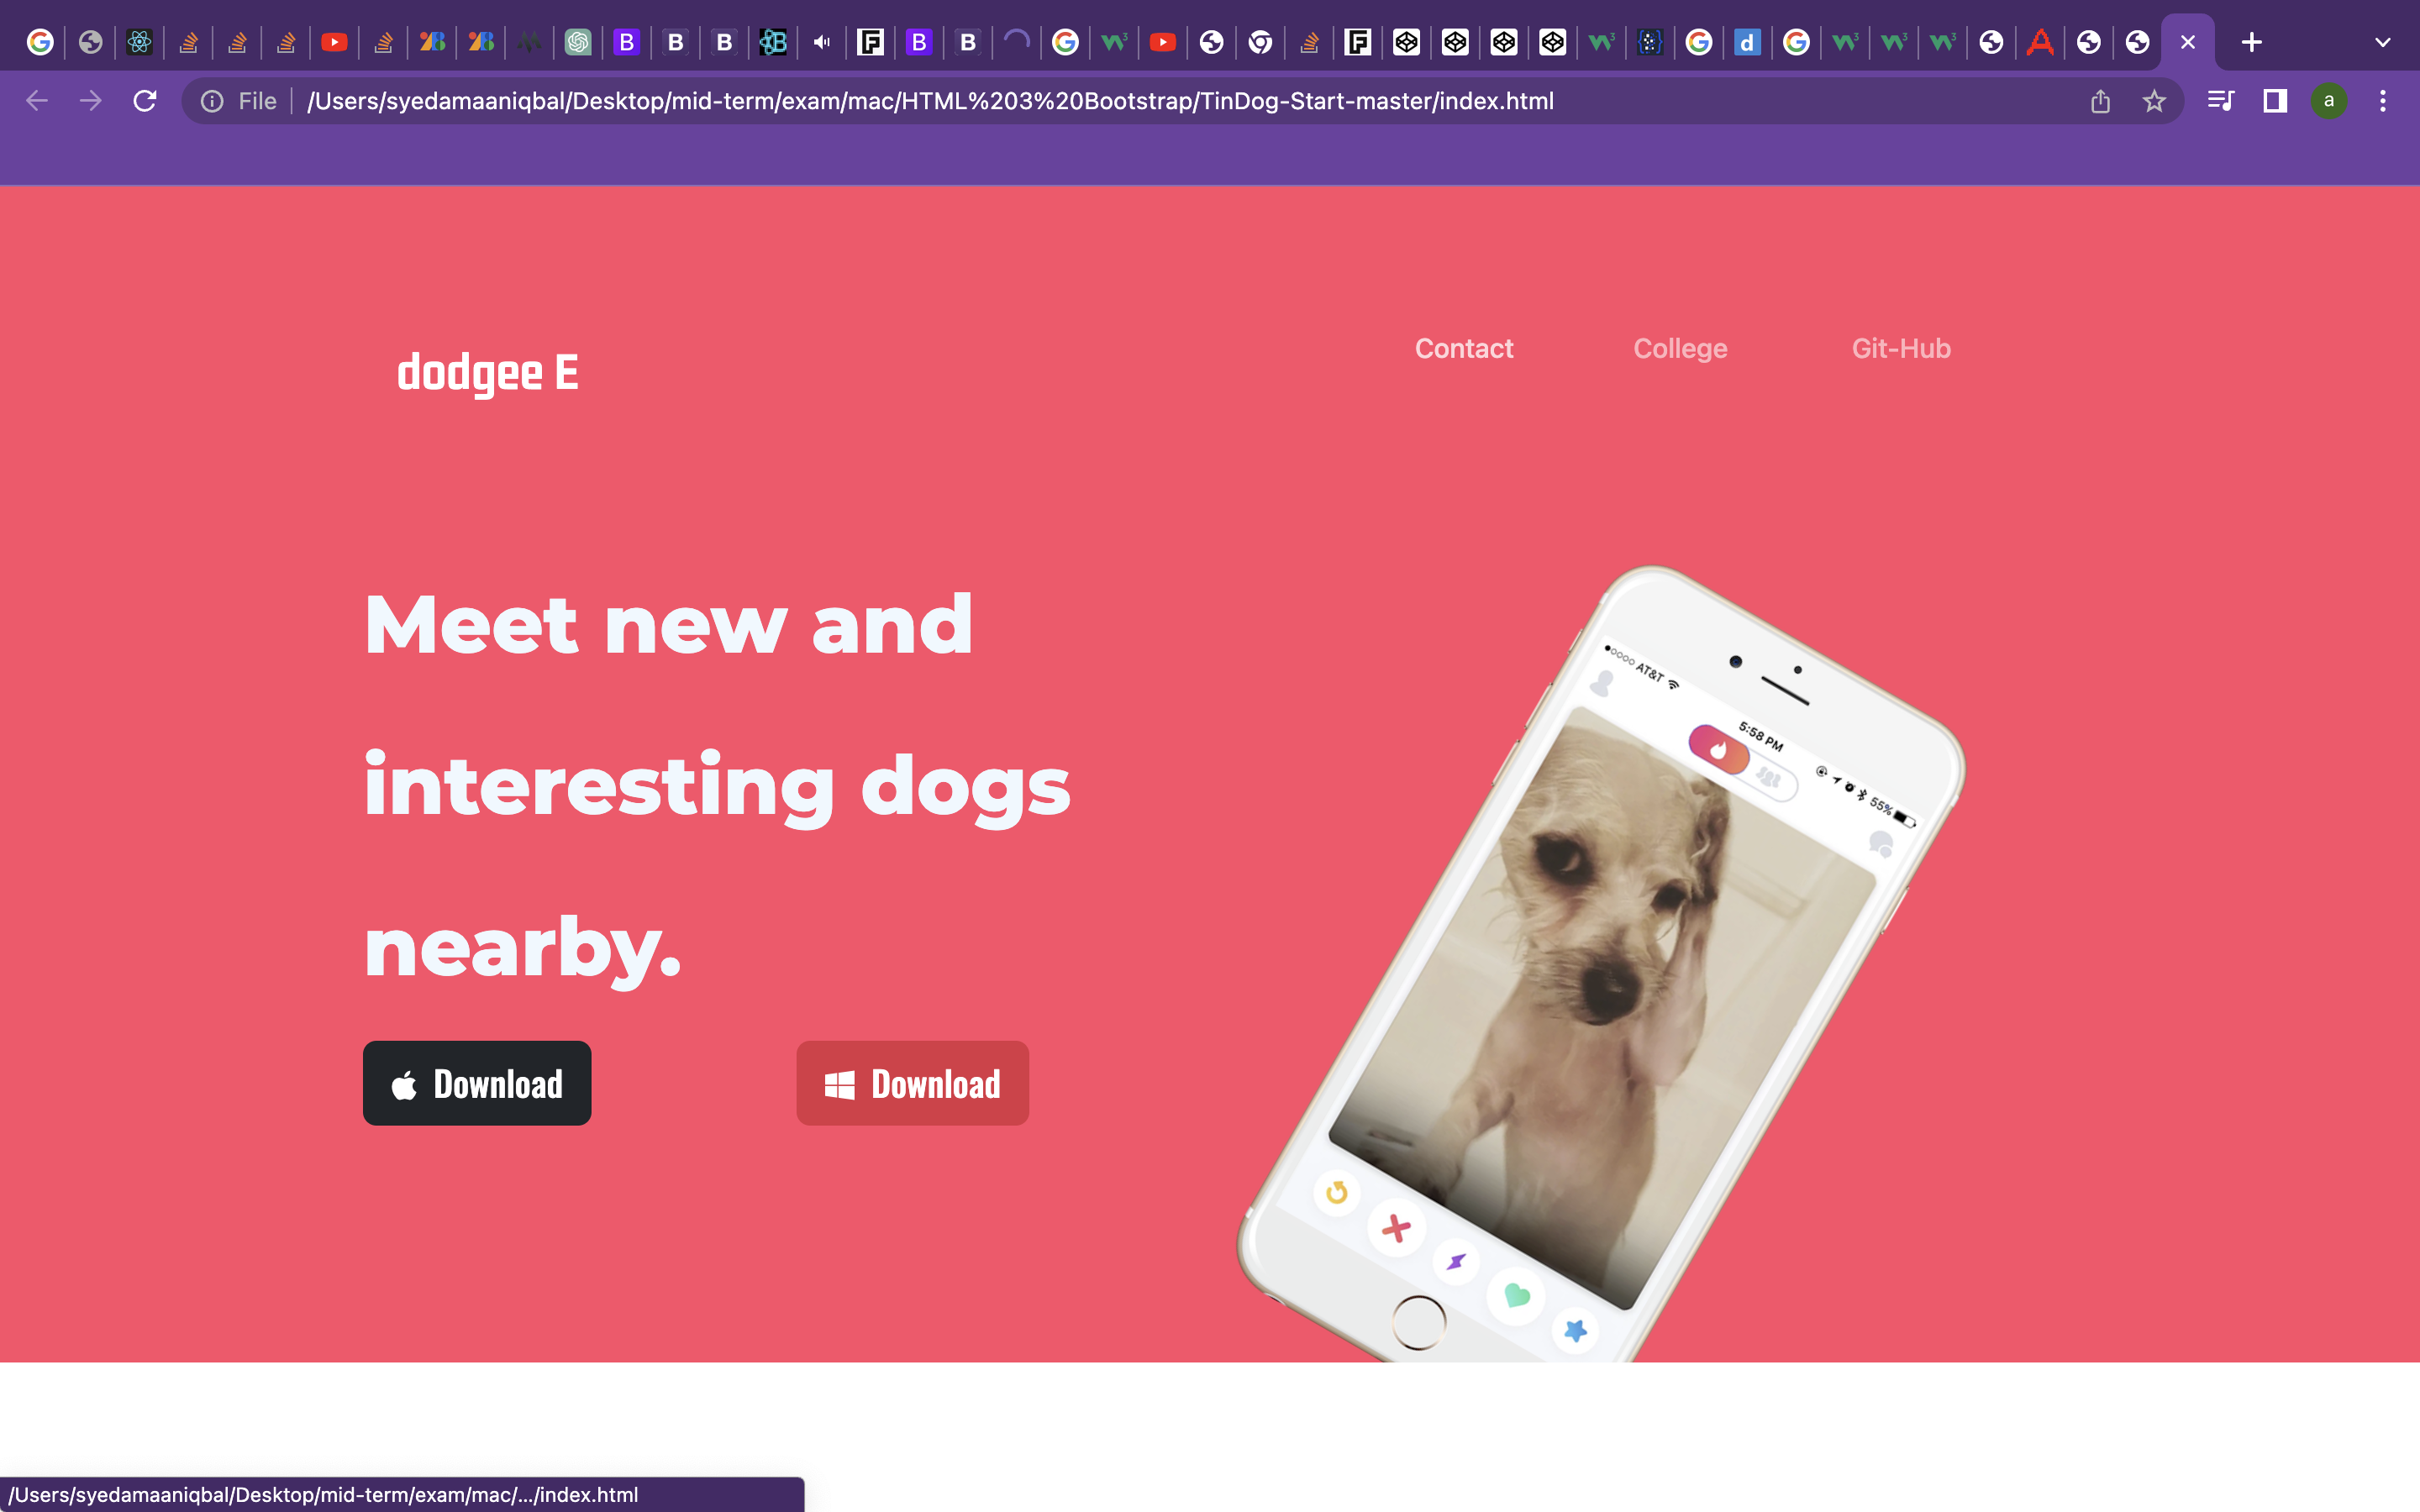 File
/Users/syedamaaniqbal/Desktop/mid-term/exam/mac/HTML%203%20Bootstrap/TinDog-Start-master/index.html
a
dodgee E
Contact
College
Git-Hub
Meet new and
interesting dogs
nearby.
Download
Download
AT&T
5:58 PM
55%
/Users/syedamaaniqbal/Desktop/mid-term/exam/mac/.../index.html